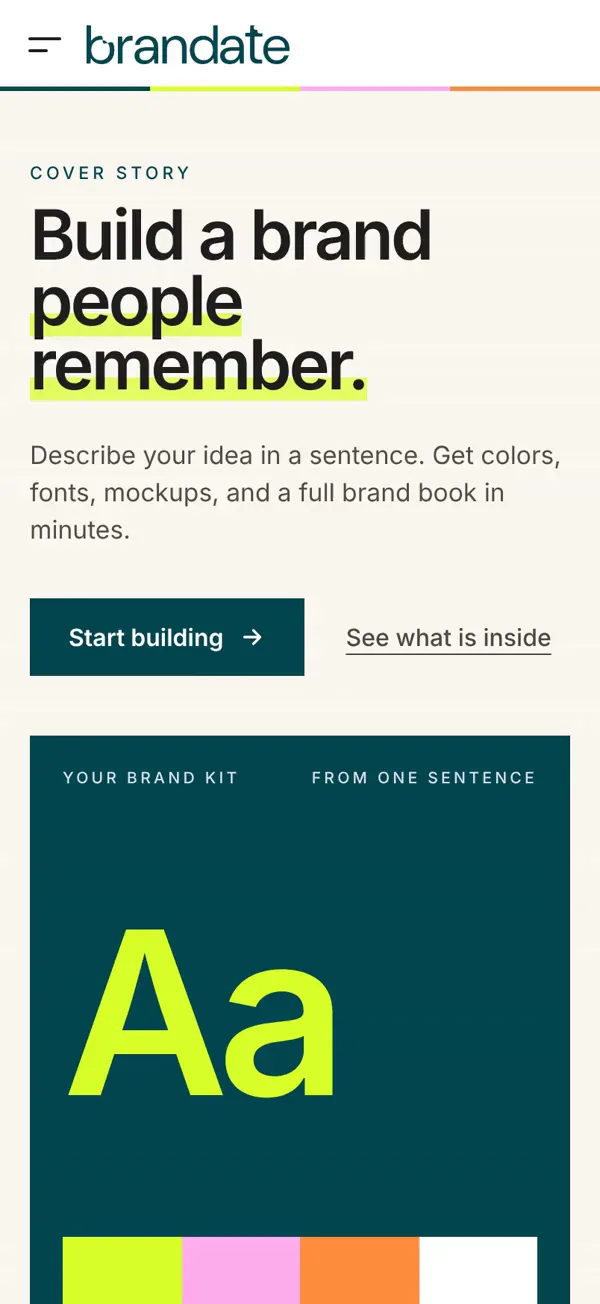 brandate
COVER STORY
Build a brand
people
remember.
Describe your idea in a sentence. Get colors,
fonts, mockups, and a full brand book in
minutes.
Start building →
See what is inside
YOUR BRAND KIT
FROM ONE SENTENCE
Aa